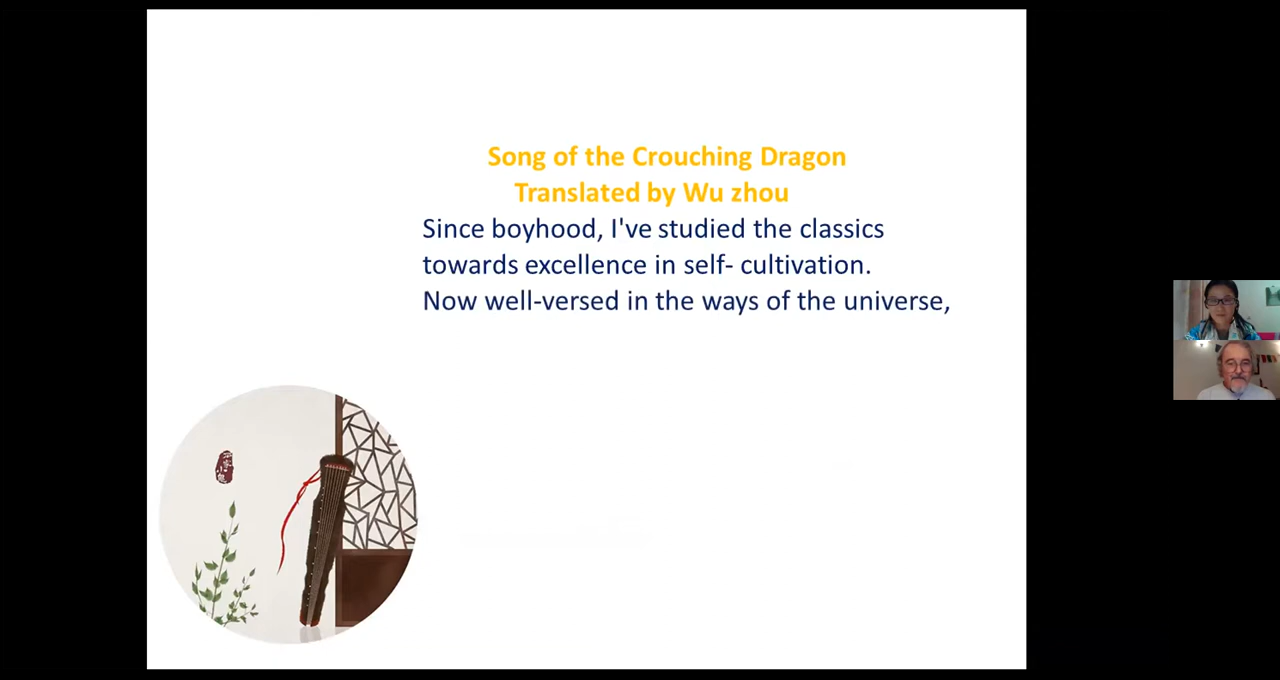 Song of the Crouching Dragon
Translated by Wu zhou
Since boyhood, I've studied the classics
towards excellence in self- cultivation.
Now well-versed in the ways of the universe,